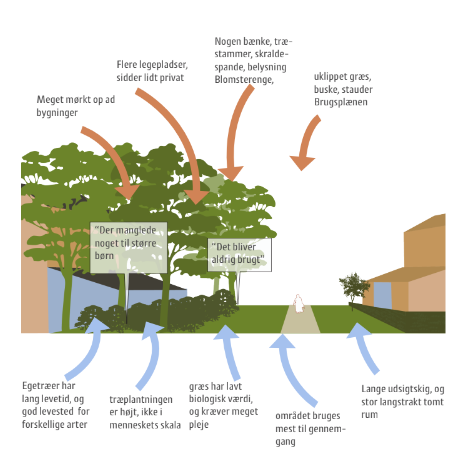 Nogen bænke, træ-
stammer, skralde-
spande, belysning
Blomsterenge,
Flere legepladser,
sidder lidt privat
uklippet græs,
buske, stauder
Brugsplænen
Meget mørkt op ad
bygninger
"Der manglede
noget til større
børn
"Det bliver
aldrig brugt"
Egetræer har
lang levetid, og
god levested for
forskellige arter
træplantningen
er højt, ikke i
menneskets skala
græs har lavt
biologisk værdi,
og kræver meget
pleje
området bruges
mest til gennem-
gang
Lange udsigtskig, og
stor langstrakt tomt
rum